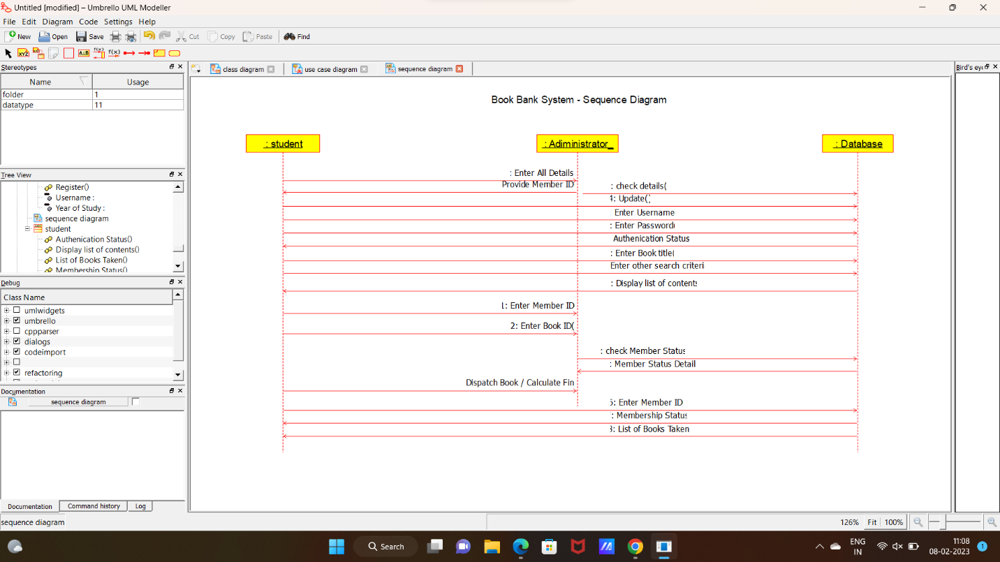 Untitled [modified] – Umbrello UML Modeller
File Edit Diagram Code Settings Help
New Open Save Cut Copy Paste Find
Stereotypes
Name Usage
folder 1
datatype 11
Tree View
Register()
Username :
Year of Study :
sequence diagram
student
Authenication Status()
Display list of contents()
List of Books Taken()
Membership Status()
Debug
Class Name
umlwidgets
umbrello
cppparser
dialogs
codeimport
refactoring
Documentation
sequence diagram
Documentation Command history Log
class diagram use case diagram sequence diagram
Book Bank System - Sequence Diagram
: student : Adiministrator_ : Database
: Enter All Details
Provide Member ID
: check details(
4: Update()
Enter Username
: Enter Password(
Authenication Status
: Enter Book title(
Enter other search criteri
: Display list of contents
1: Enter Member ID
2: Enter Book ID(
: check Member Status
: Member Status Detail
Dispatch Book / Calculate Fin
5: Enter Member ID
: Membership Status
3: List of Books Taken
Bird's eye
sequence diagram
126% Fit 100%
Search
ENG
IN
11:08
08-02-2023
1